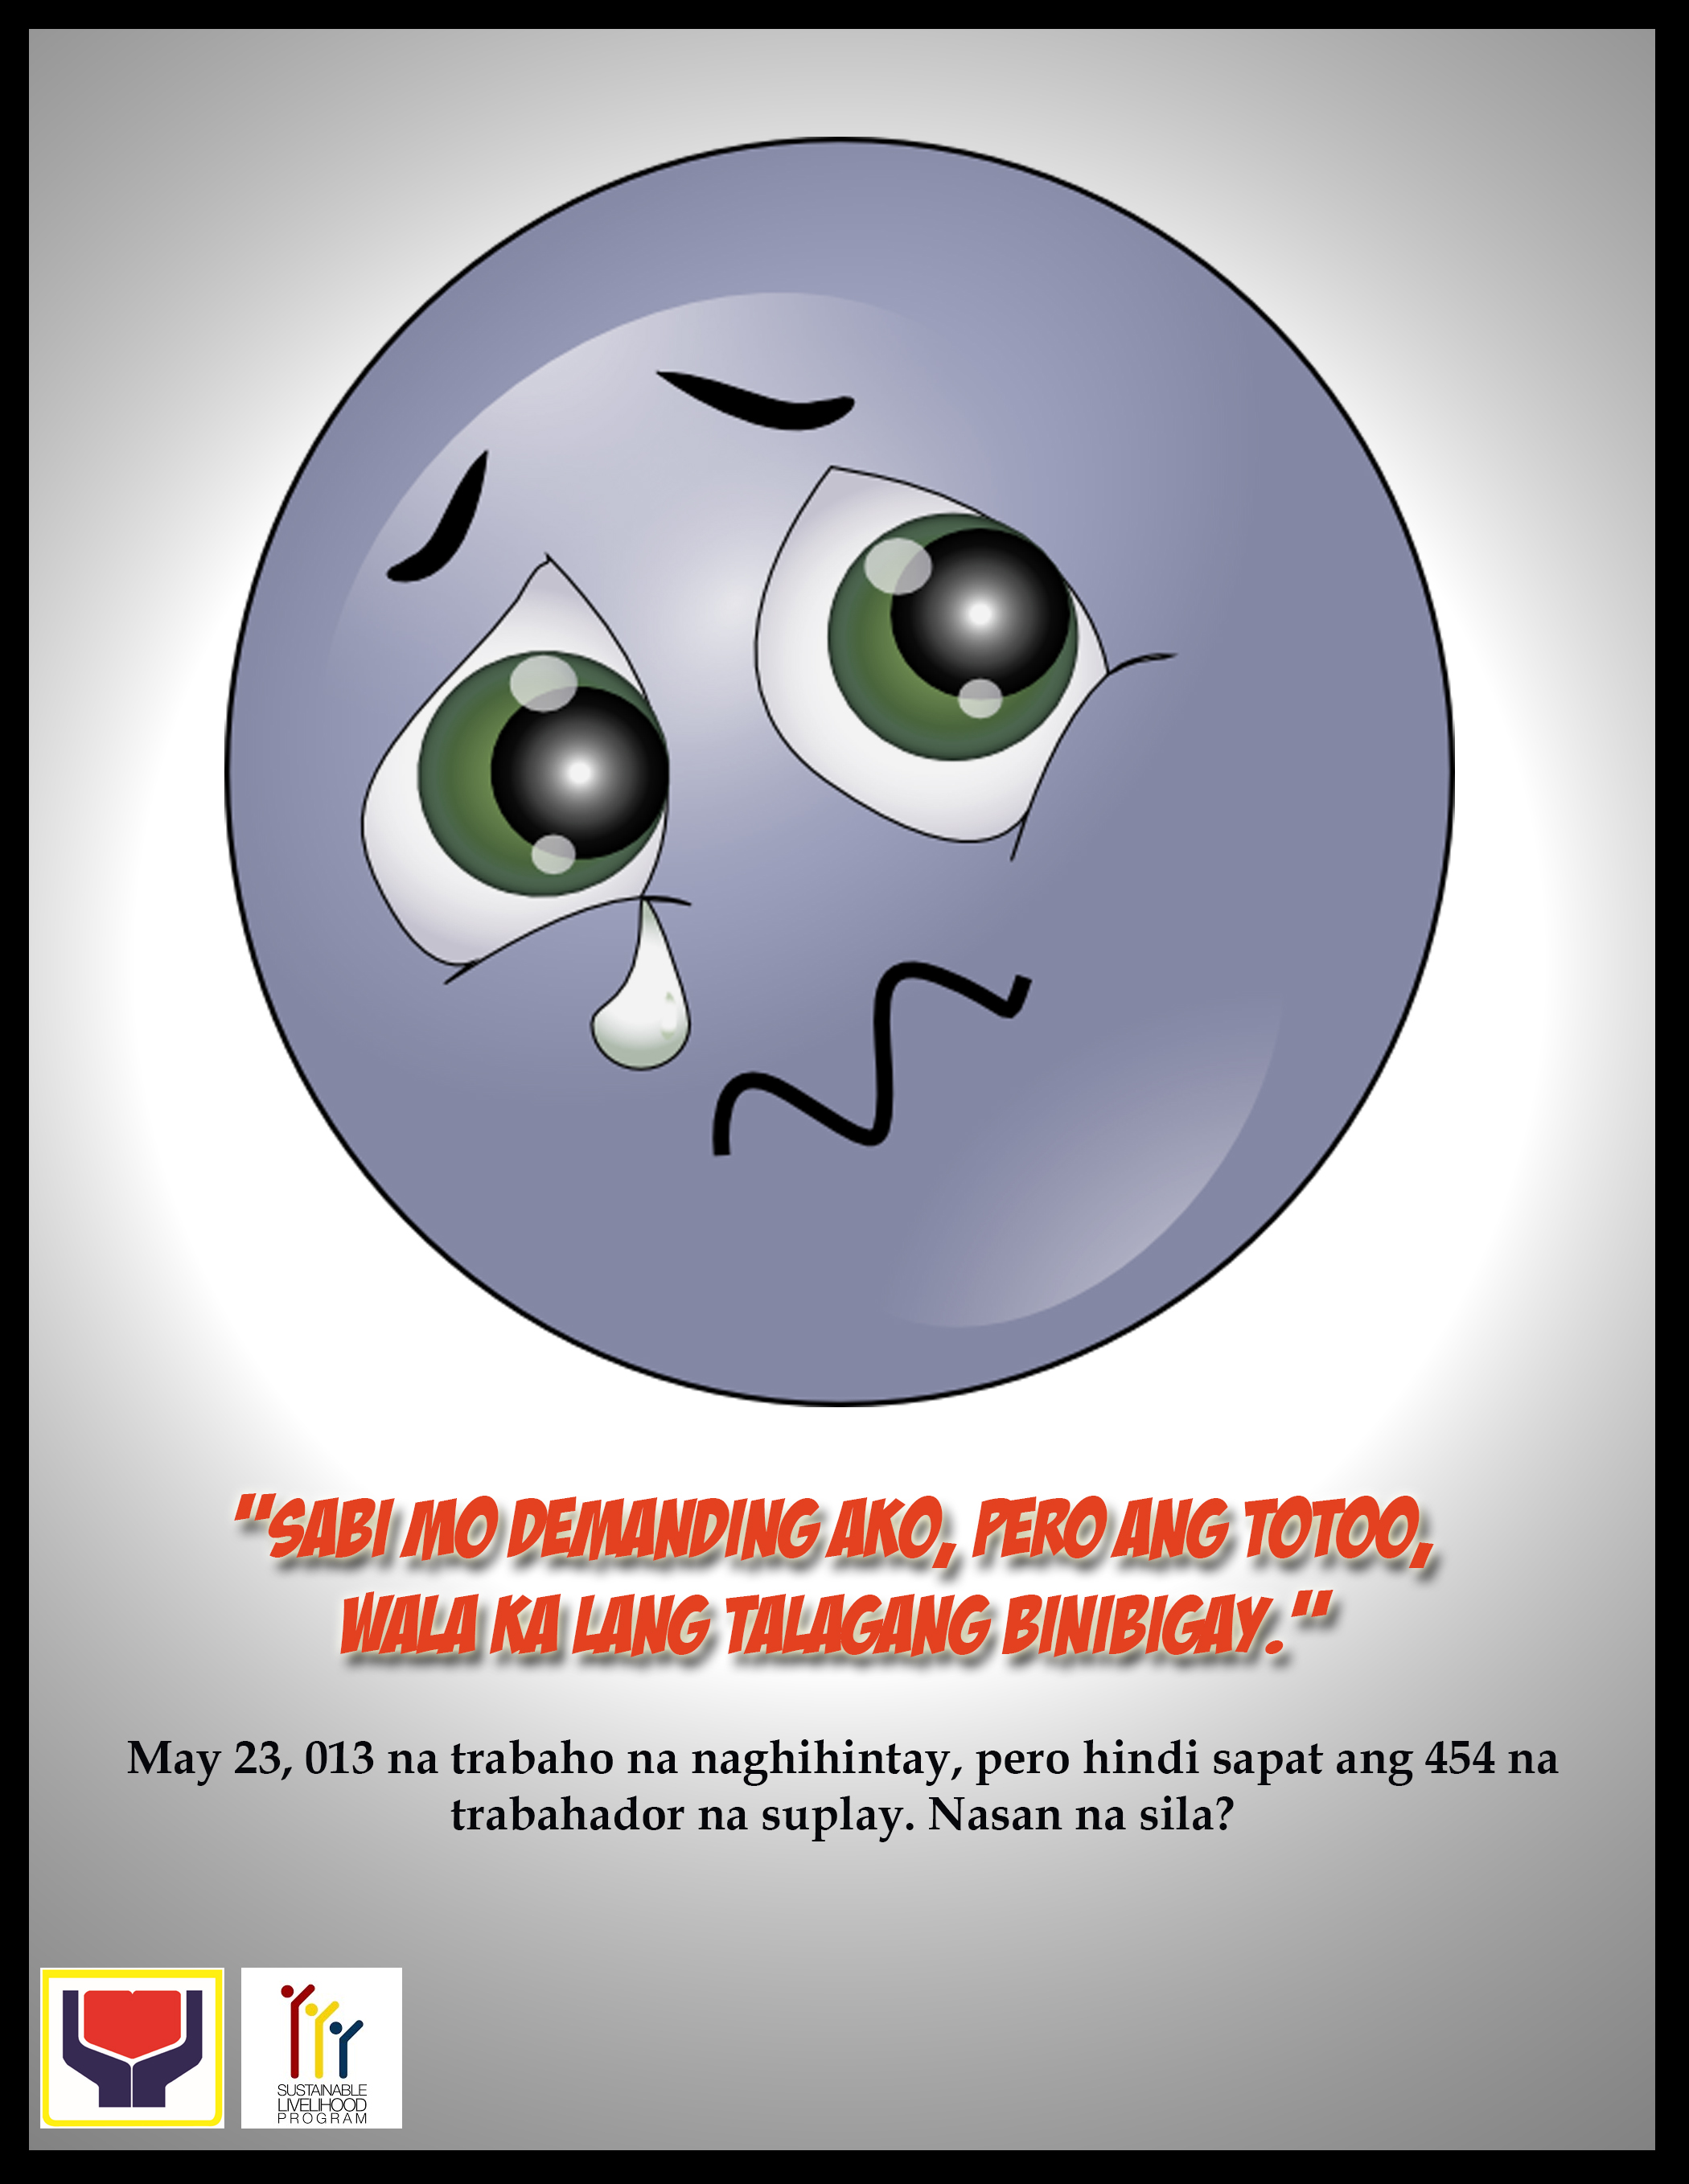 "SABI MO DEMANDING AKO, PERO ANG TOTOO,
WALA KA LANG TALAGANG BINIBIGAY."
May 23, 013 na trabaho na naghihintay, pero hindi sapat ang 454 na
trabahador na suplay. Nasan na sila?
SUSTAINABLE
LIVELIHOOD
PROGRAM